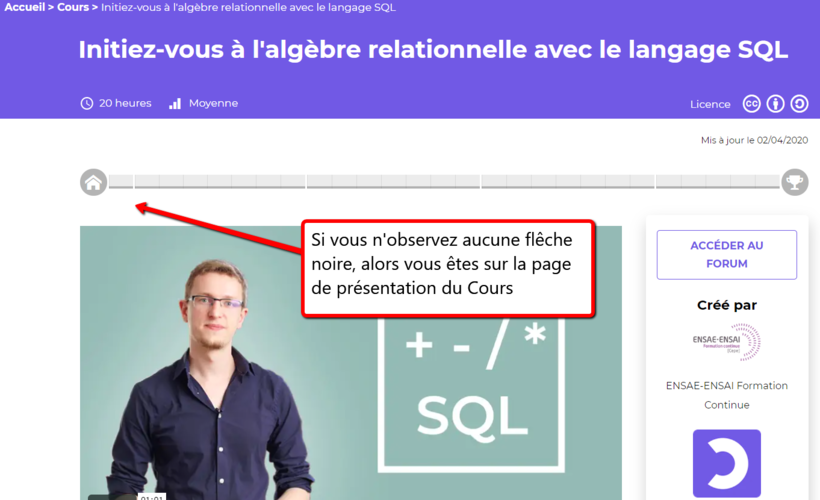 Accueil > Cours > Initiez-vous à l'algèbre relationnelle avec le langage SQL
Initiez-vous à l'algèbre relationnelle avec le langage SQL
20 heures Moyenne
Licence
Mis à jour le 02/04/2020
Si vous n'observez aucune flêche
noire, alors vous êtes sur la page
de présentation du Cours
+ - / *
SQL
ACCÉDER AU
FORUM
Créé par
ENSAE-ENSAI
Formation continue
ENSAE-ENSAI Formation
Continue
01:01